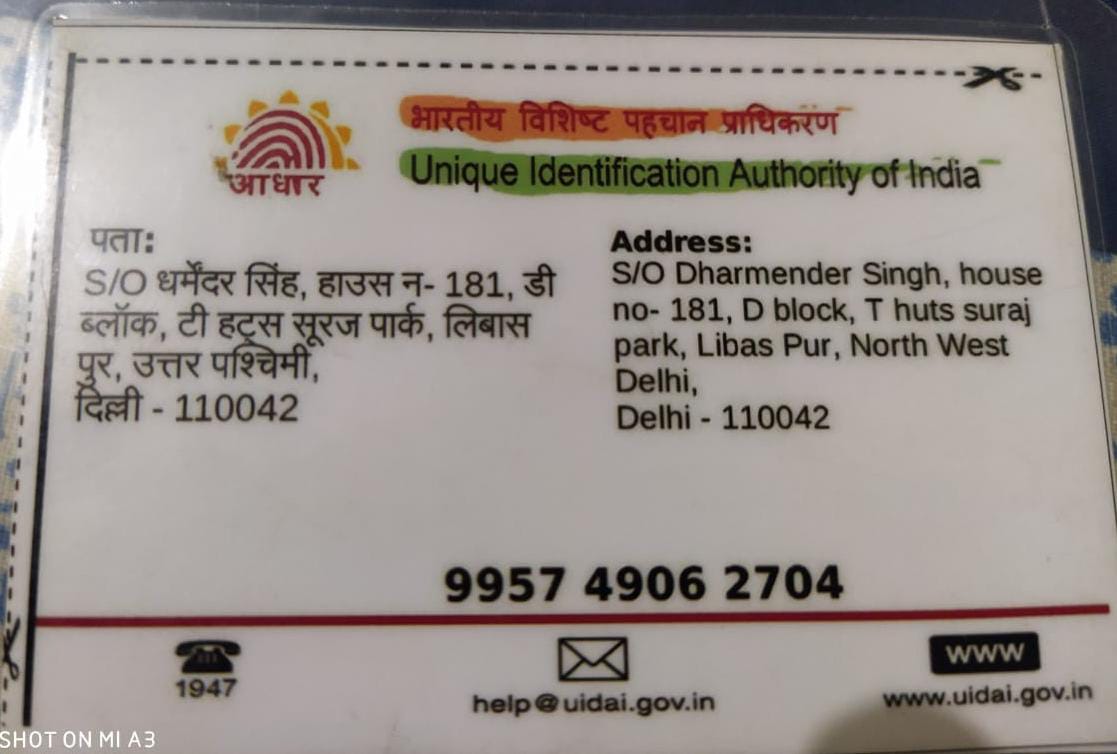 भारतीय विशिष्ट पहचान प्राधिकरण
Unique Identification Authority of India
आधार
पता:
S/O धर्मेंदर सिंह, हाउस न- 181, डी
ब्लॉक, टी हट्स सूरज पार्क, लिबास
पुर, उत्तर पश्चिमी,
दिल्ली - 110042
Address:
S/O Dharmender Singh, house
no- 181, D block, T huts suraj
park, Libas Pur, North West
Delhi,
Delhi - 110042
9957 4906 2704
1947
help@uidai.gov.in
WWW
www.uidai.gov.in
SHOT ON MI A3